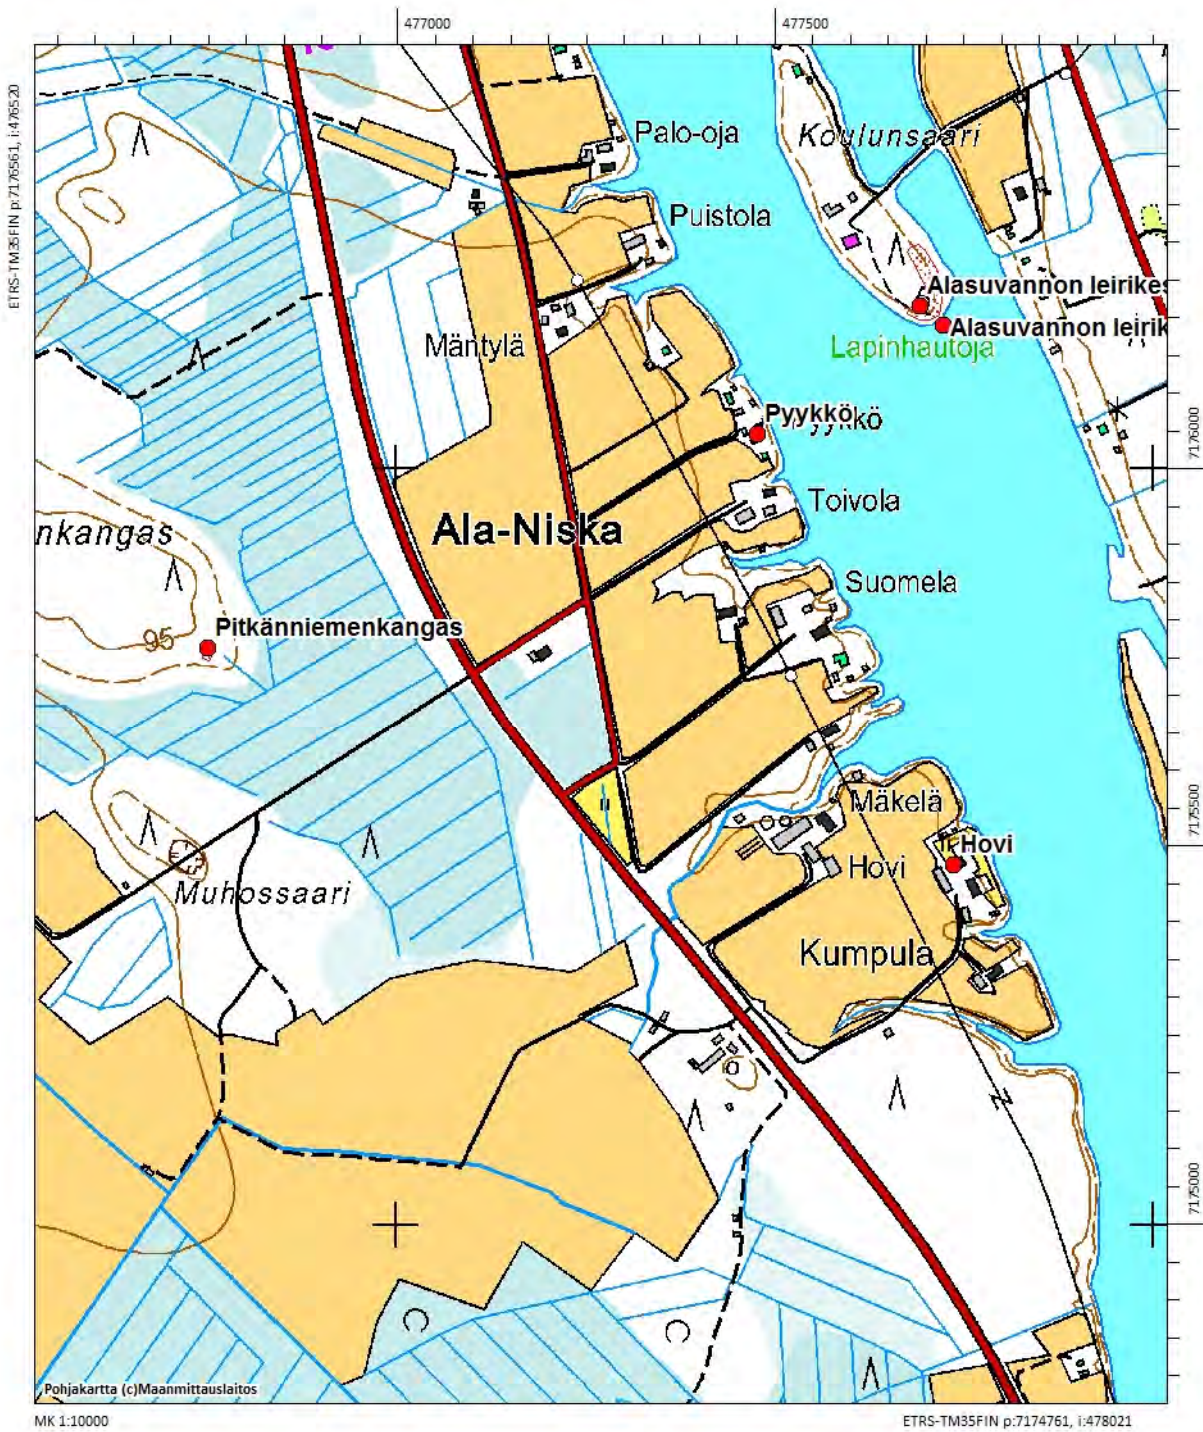 477000
477500
ETRS-TM35FIN p:7176561, i:476520
Palo-oja
Koulunsaari
Puistola
Alasuvannon leirikes
Alasuvannon leirik
Mäntylä
Lapinhautoja
Pyykkö
7176000
Toivola
Ala-Niska
nkangas
Suomela
Pitkänniemenkangas
95
Mäkelä
7175500
Hovi
Hovi
Muhossaari
Kumpula
7175000
Pohjakartta (c)Maanmittauslaitos
MK 1:10000
ETRS-TM35FIN p:7174761, i:478021